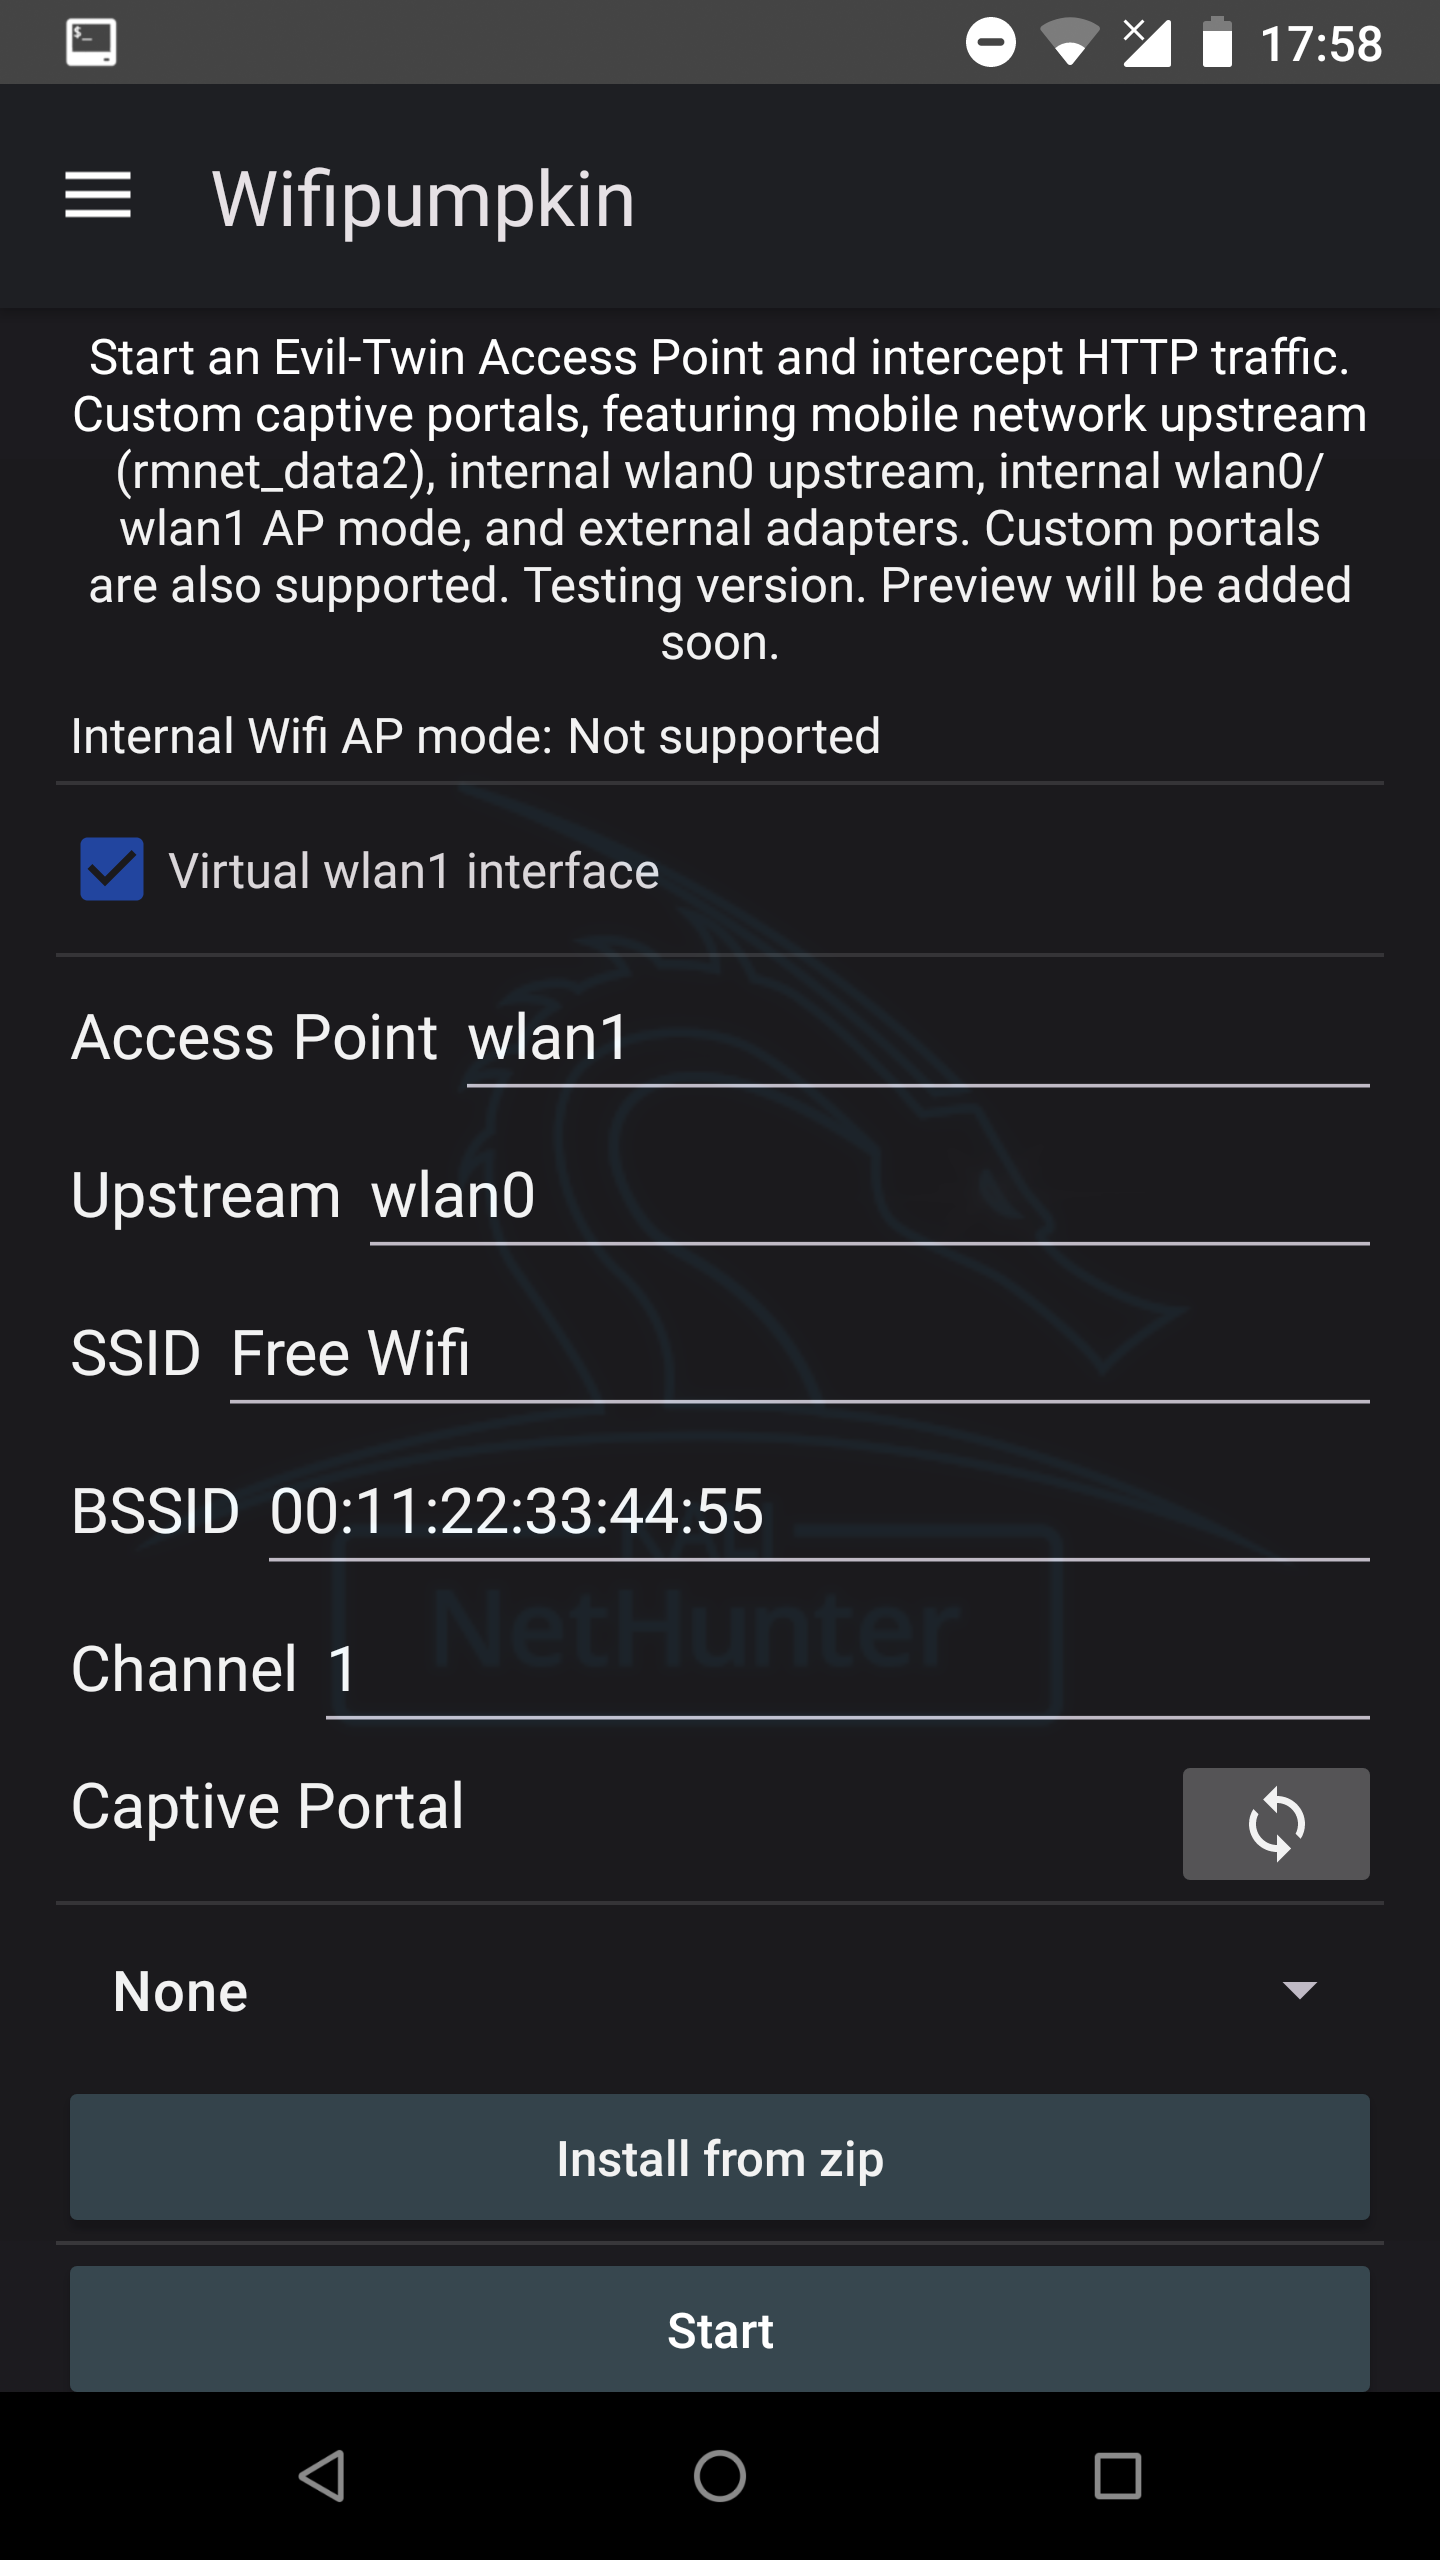 $_
17:58
Wifipumpkin
Start an Evil-Twin Access Point and intercept HTTP traffic.
Custom captive portals, featuring mobile network upstream
(rmnet_data2), internal wlan0 upstream, internal wlan0/
wlan1 AP mode, and external adapters. Custom portals
are also supported. Testing version. Preview will be added
soon.
Internal Wifi AP mode: Not supported
Virtual wlan1 interface
Access Point wlan1
Upstream wlan0
SSID Free Wifi
BSSID 00:11:22:33:44:55
KALI
NetHunter
Channel 1
Captive Portal
None
Install from zip
Start